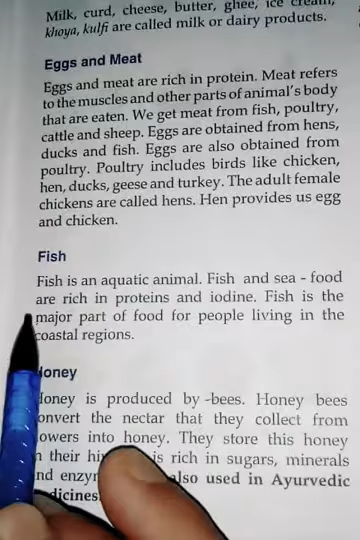 Milk, curd, cheese, butter, ghee, ice cream,
khoya, kulfi are called milk or dairy products.
Eggs and Meat
Eggs and meat are rich in protein. Meat refers
to the muscles and other parts of animal's body
that are eaten. We get meat from fish, poultry,
cattle and sheep. Eggs are obtained from hens,
ducks and fish. Eggs are also obtained from
poultry. Poultry includes birds like chicken,
hen, ducks, geese and turkey. The adult female
chickens are called hens. Hen provides us egg
and chicken.
Fish
Fish is an aquatic animal. Fish and sea - food
are rich in proteins and iodine. Fish is the
major part of food for people living in the
coastal regions.
Honey
Honey is produced by -bees. Honey bees
convert the nectar that they collect from
into honey. They store this honey
their is rich in sugars, minerals
also used in Ayurvedic